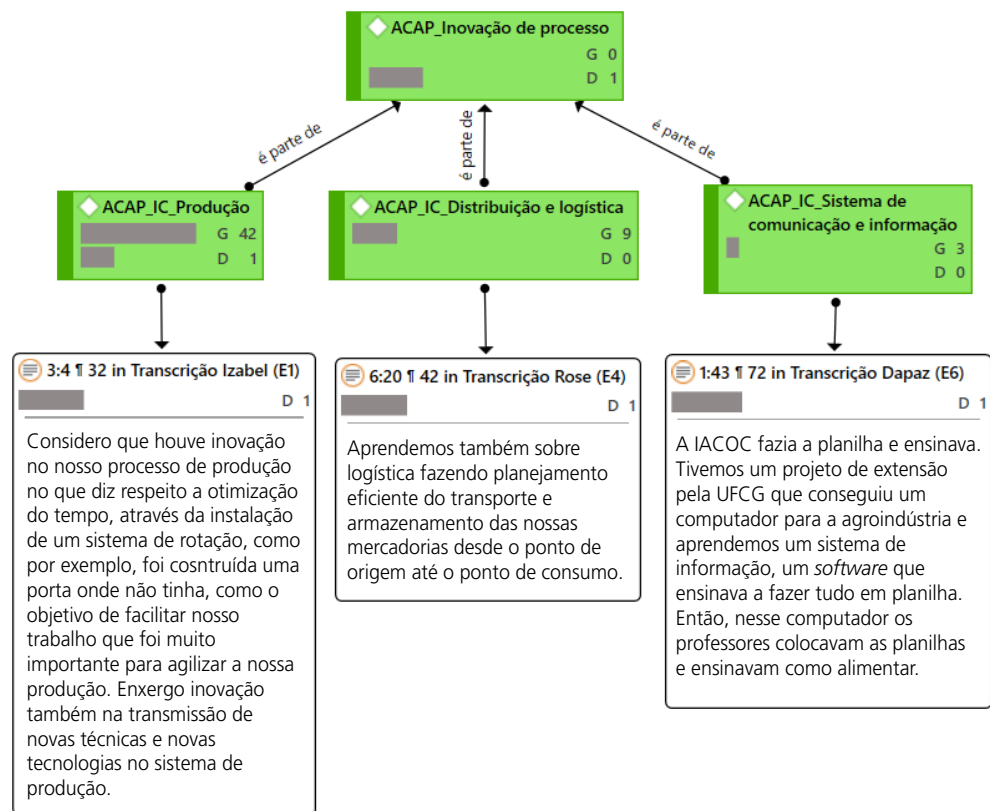 ACAP_Inovação de processo
G 0
D 1
é parte de
é parte de
é parte de
ACAP_IC_Produção
G 42
D 1
ACAP_IC_Distribuição e logística
G 9
D 0
ACAP_IC_Sistema de
comunicação e informação
G 3
D 0
3:4 ¶ 32 in Transcrição Izabel (E1)
D 1
Considero que houve inovação
no nosso processo de produção
no que diz respeito a otimização
do tempo, através da instalação
de um sistema de rotação, como
por exemplo, foi cosntruída uma
porta onde não tinha, como o
objetivo de facilitar nosso
trabalho que foi muito
importante para agilizar a nossa
produção. Enxergo inovação
também na transmissão de
novas técnicas e novas
tecnologias no sistema de
produção.
6:20 ¶ 42 in Transcrição Rose (E4)
D 1
Aprendemos também sobre
logística fazendo planejamento
eficiente do transporte e
armazenamento das nossas
mercadorias desde o ponto de
origem até o ponto de consumo.
1:43 ¶ 72 in Transcrição Dapaz (E6)
D 1
A IACOC fazia a planilha e ensinava.
Tivemos um projeto de extensão
pela UFCG que conseguiu um
computador para a agroindústria e
aprendemos um sistema de
informação, um software que
ensinava a fazer tudo em planilha.
Então, nesse computador os
professores colocavam as planilhas
e ensinavam como alimentar.